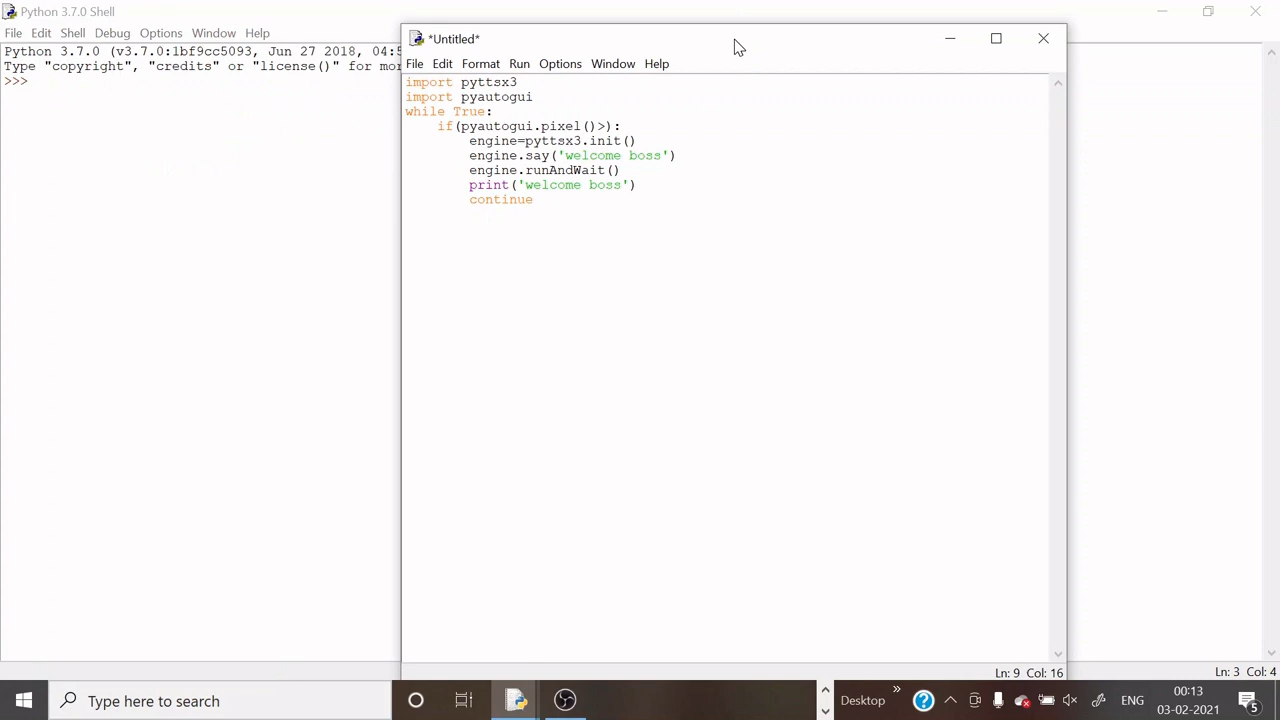 Python 3.7.0 Shell
File Edit Shell Debug Options Window Help
Python 3.7.0 (v3.7.0:1bf9cc5093, Jun 27 2018, 04:5
Type "copyright", "credits" or "license()" for mor
>>>
*Untitled*
File Edit Format Run Options Window Help
import pyttsx3
import pyautogui
while True:
    if(pyautogui.pixel()>):
        engine=pyttsx3.init()
        engine.say('welcome boss')
        engine.runAndWait()
        print('welcome boss')
        continue
Ln: 9 Col: 16
Ln: 3 Col: 4
Type here to search
Desktop
ENG
00:13
03-02-2021
5